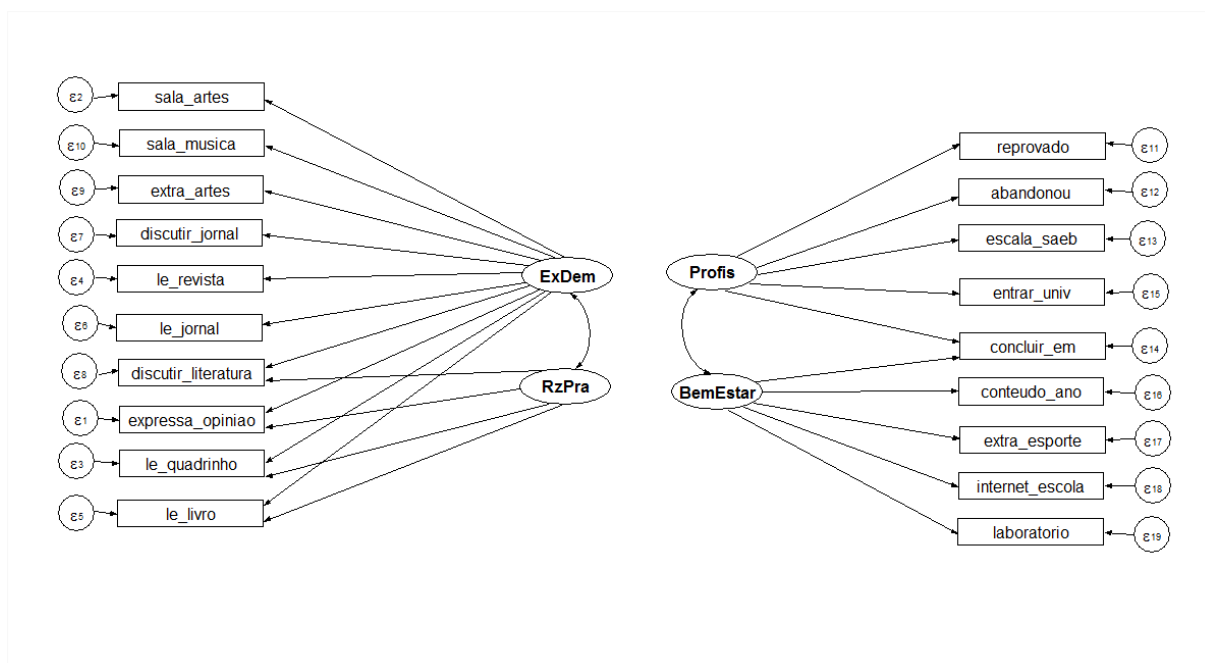 ε2 sala_artes
ε10 sala_musica
ε9 extra_artes
ε7 discutir_jornal
ε4 le_revista
ε6 le_jornal
ε8 discutir_literatura
ε1 expressa_opiniao
ε3 le_quadrinho
ε5 le_livro
ExDem
RzPra
Profis
BemEstar
reprovado ε11
abandonou ε12
escala_saeb ε13
entrar_univ ε15
concluir_em ε14
conteudo_ano ε16
extra_esporte ε17
internet_escola ε18
laboratorio ε19